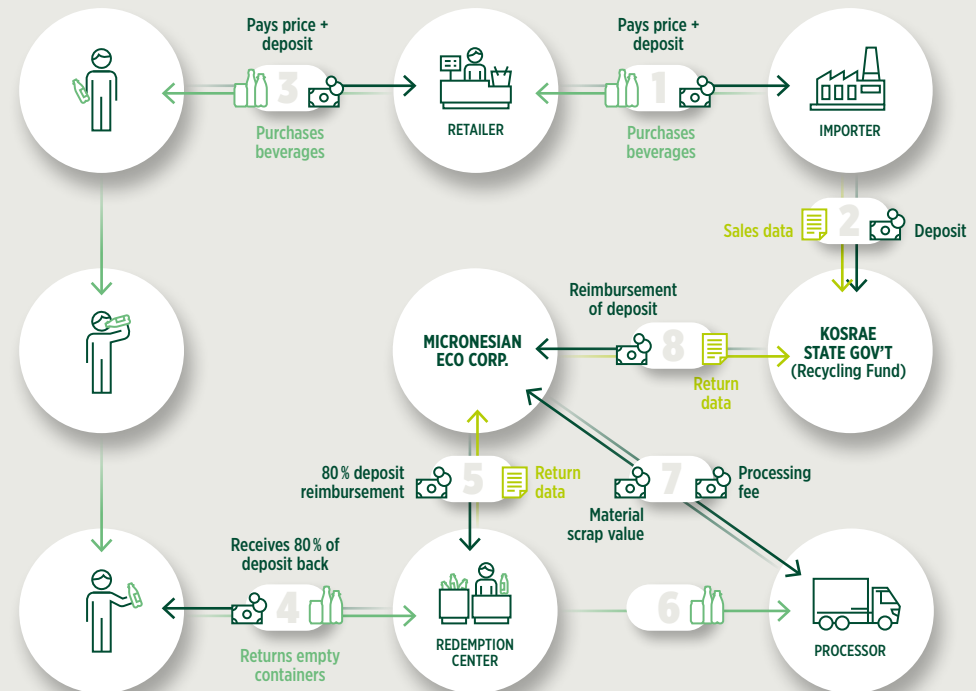 Pays price +
deposit
3
Purchases
beverages
RETAILER
Pays price +
deposit
1
Purchases
beverages
IMPORTER
Sales data
2
Deposit
MICRONESIAN
ECO CORP.
Reimbursement
of deposit
8
Return
data
KOSRAE
STATE GOV'T
(Recycling Fund)
80% deposit
reimbursement
5
Return
data
7
Processing
fee
Material
scrap value
Receives 80% of
deposit back
4
Returns empty
containers
REDEMPTION
CENTER
6
PROCESSOR